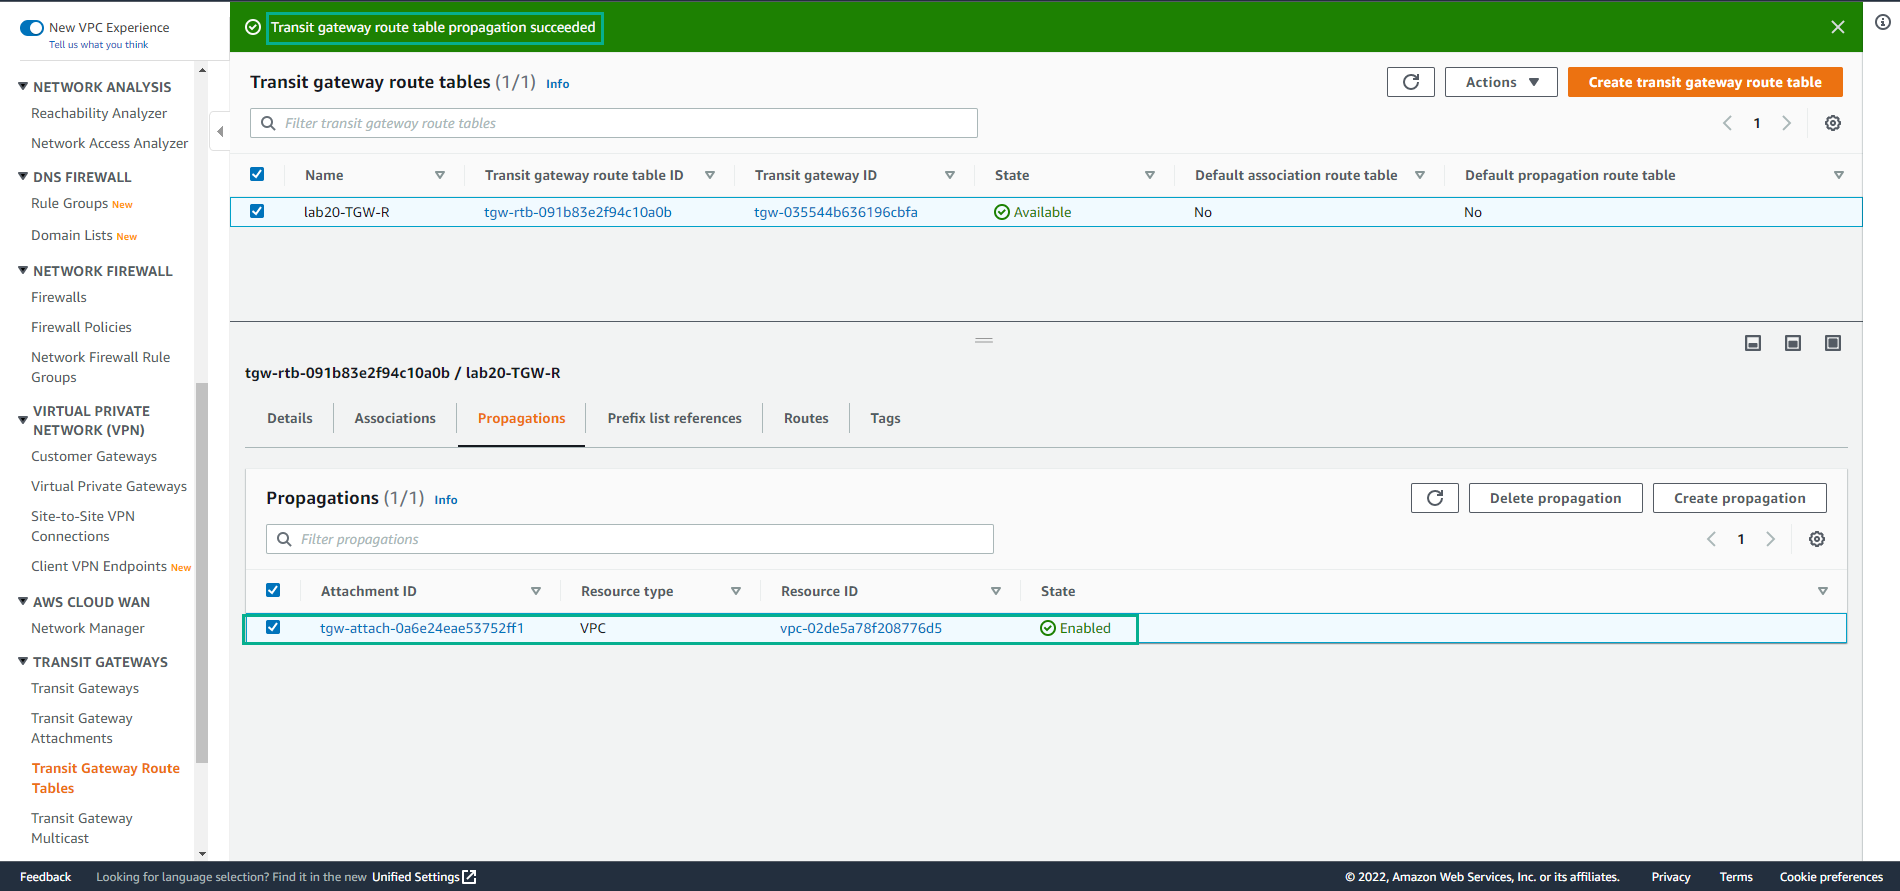 New VPC Experience
Tell us what you think
NETWORK ANALYSIS
Reachability Analyzer
Network Access Analyzer
DNS FIREWALL
Rule Groups New
Domain Lists New
NETWORK FIREWALL
Firewalls
Firewall Policies
Network Firewall Rule
Groups
VIRTUAL PRIVATE
NETWORK (VPN)
Customer Gateways
Virtual Private Gateways
Site-to-Site VPN
Connections
Client VPN Endpoints New
AWS CLOUD WAN
Network Manager
TRANSIT GATEWAYS
Transit Gateways
Transit Gateway
Attachments
Transit Gateway Route
Tables
Transit Gateway
Multicast
Transit gateway route table propagation succeeded
Transit gateway route tables (1/1) Info
Actions
Create transit gateway route table
Filter transit gateway route tables
1
Name Transit gateway route table ID Transit gateway ID State Default association route table Default propagation route table
lab20-TGW-R tgw-rtb-091b83e2f94c10a0b tgw-035544b636196cbfa Available No No
tgw-rtb-091b83e2f94c10a0b / lab20-TGW-R
Details Associations Propagations Prefix list references Routes Tags
Propagations (1/1) Info
Delete propagation
Create propagation
Filter propagations
1
Attachment ID Resource type Resource ID State
tgw-attach-0a6e24eae53752ff1 VPC vpc-02de5a78f208776d5 Enabled
Feedback Looking for language selection? Find it in the new Unified Settings © 2022, Amazon Web Services, Inc. or its affiliates. Privacy Terms Cookie preferences